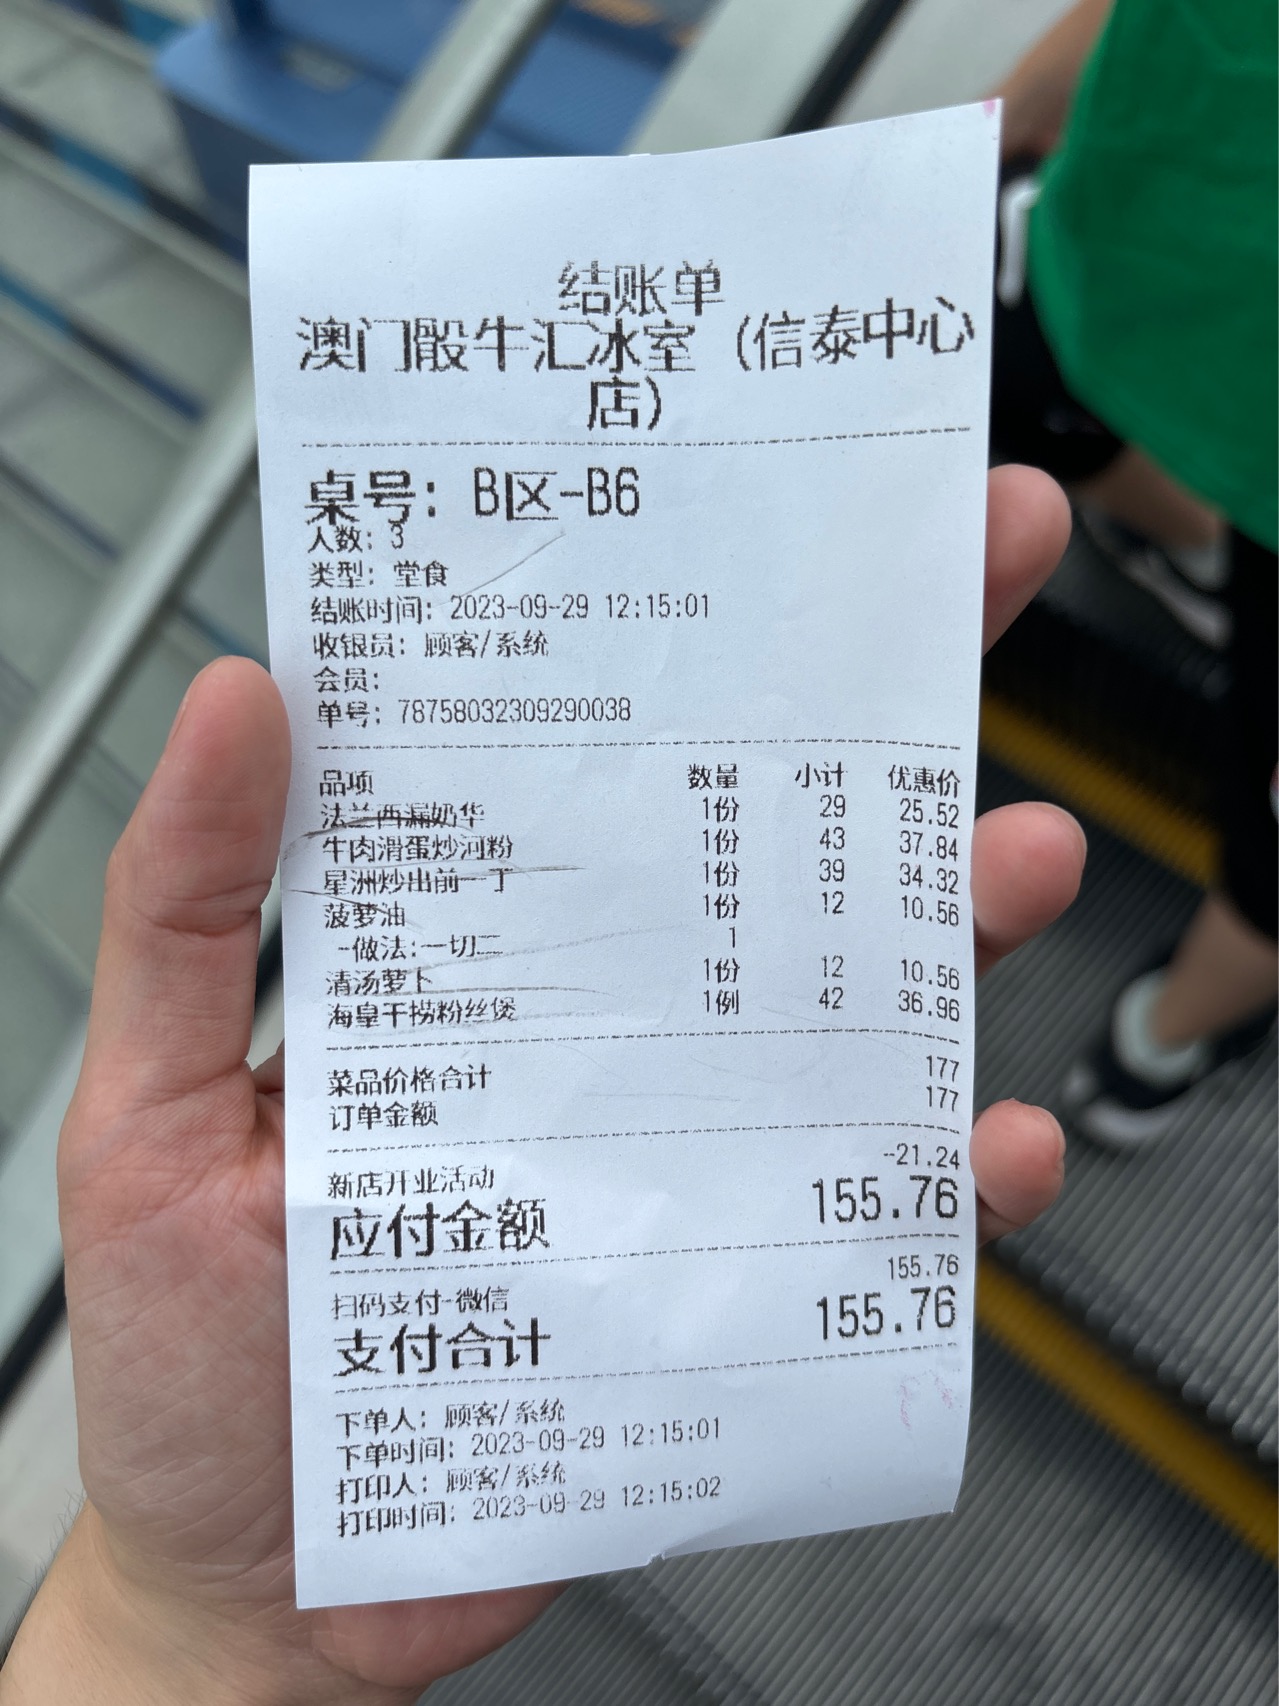 结账单
澳门骰牛汇冰室（信泰中心
店）
桌号：B区-B6
人数：3
类型：堂食
结账时间：2023-09-29 12:15:01
收银员：顾客/系统
会员：
单号：78758032309290038
品项 数量 小计 优惠价
法兰西漏奶华 1份 29 25.52
牛肉滑蛋炒河粉 1份 43 37.84
星洲炒出前一丁 1份 39 34.32
菠萝油 1份 12 10.56
-做法:一切二 1
清汤萝卜 1份 12 10.56
海皇干捞粉丝煲 1例 42 36.96
菜品价格合计 177
订单金额 177
新店开业活动 -21.24
应付金额 155.76
扫码支付-微信 155.76
支付合计 155.76
下单人：顾客/系统
下单时间：2023-09-29 12:15:01
打印人：顾客/系统
打印时间：2023-09-29 12:15:02